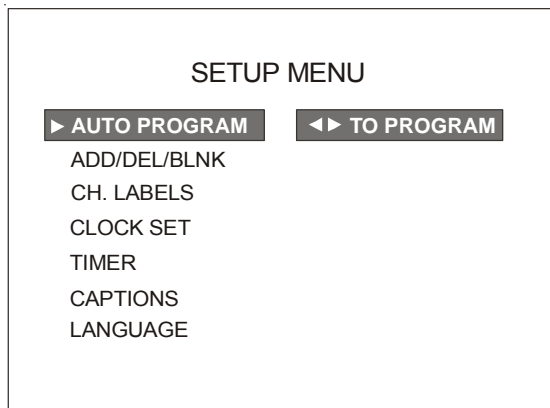 SETUP MENU
► AUTO PROGRAM ◄► TO PROGRAM
ADD/DEL/BLNK
CH. LABELS
CLOCK SET
TIMER
CAPTIONS
LANGUAGE